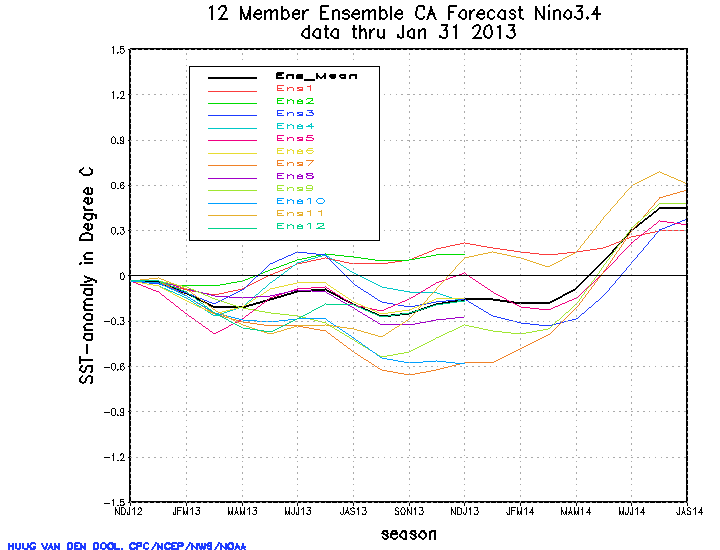 12 Member Ensemble CA Forecast Nino3.4
data thru Jan 31 2013
SST-anomaly in Degree C
1.5
1.2
0.9
0.6
0.3
0
-0.3
-0.6
-0.9
-1.2
-1.5
Ens_Mean
Ens1
Ens2
Ens3
Ens4
Ens5
Ens6
Ens7
Ens8
Ens9
Ens10
Ens11
Ens12
NDJ12 JFM13 MAM13 MJJ13 JAS13 SON13 NDJ13 JFM14 MAM14 MJJ14 JAS14
season
HUUG VAN DEN DOOL, CPC/NCEP/NWS/NOAA